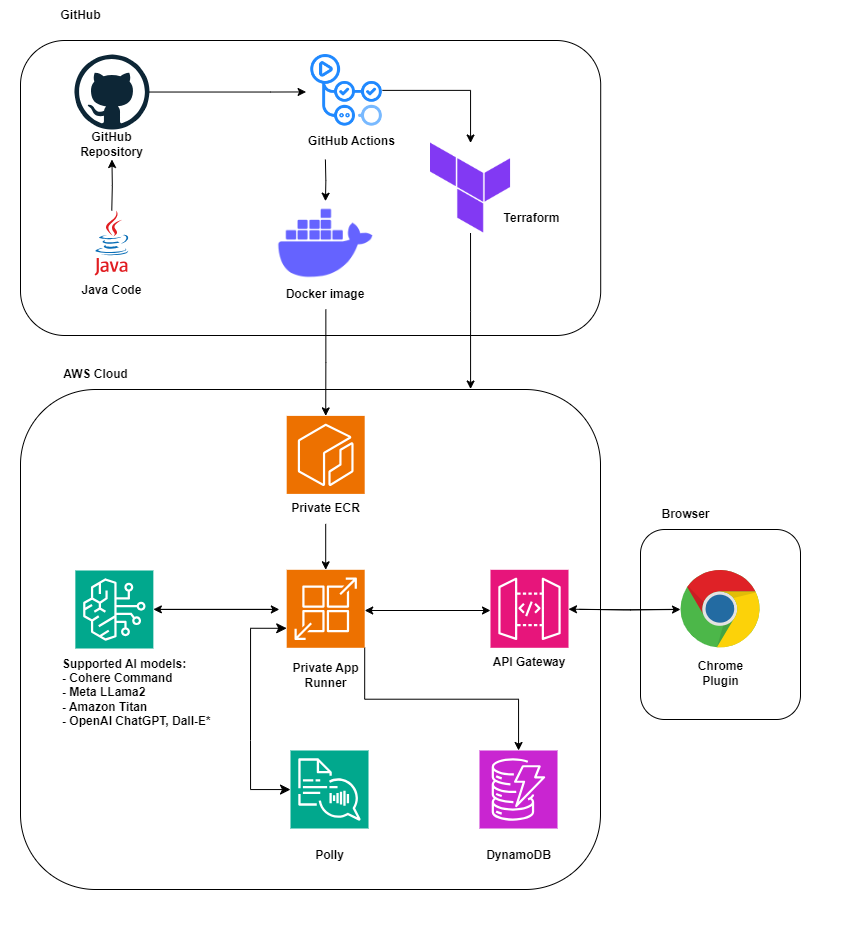 GitHub
GitHub
Repository
GitHub Actions
Terraform
Java
Java Code
Docker image
AWS Cloud
Private ECR
Browser
Supported AI models:
- Cohere Command
- Meta LLama2
- Amazon Titan
- OpenAI ChatGPT, Dall-E*
Private App
Runner
API Gateway
Chrome
Plugin
Polly
DynamoDB